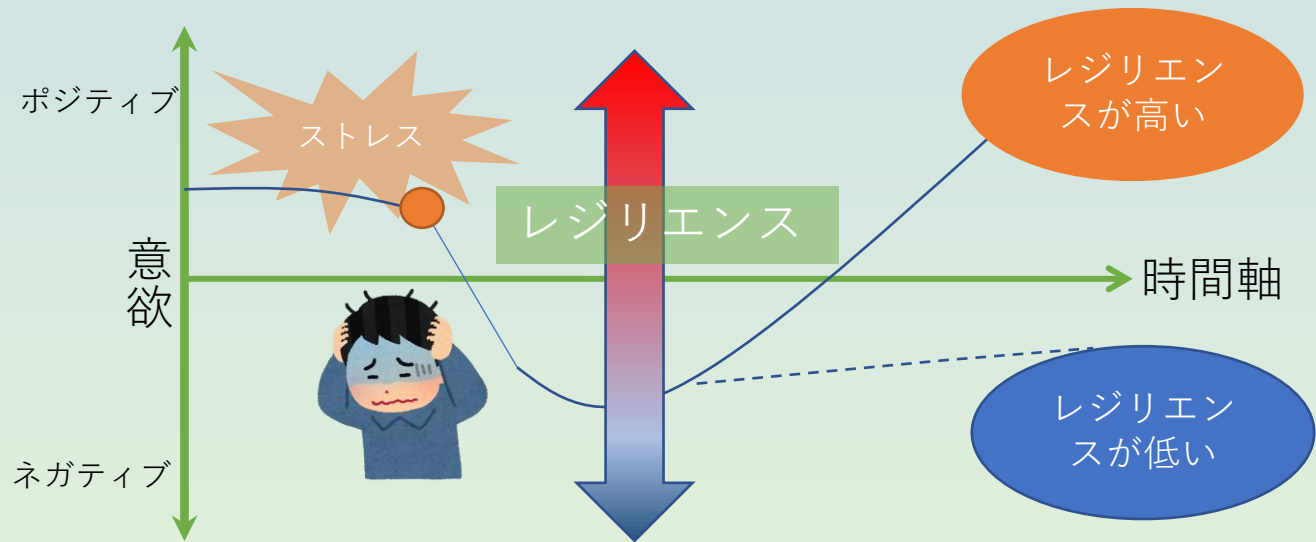 ポジティブ
ストレス
レジリエン
スが高い
レジリエンス
意
欲
時間軸
レジリエン
スが低い
ネガティブ